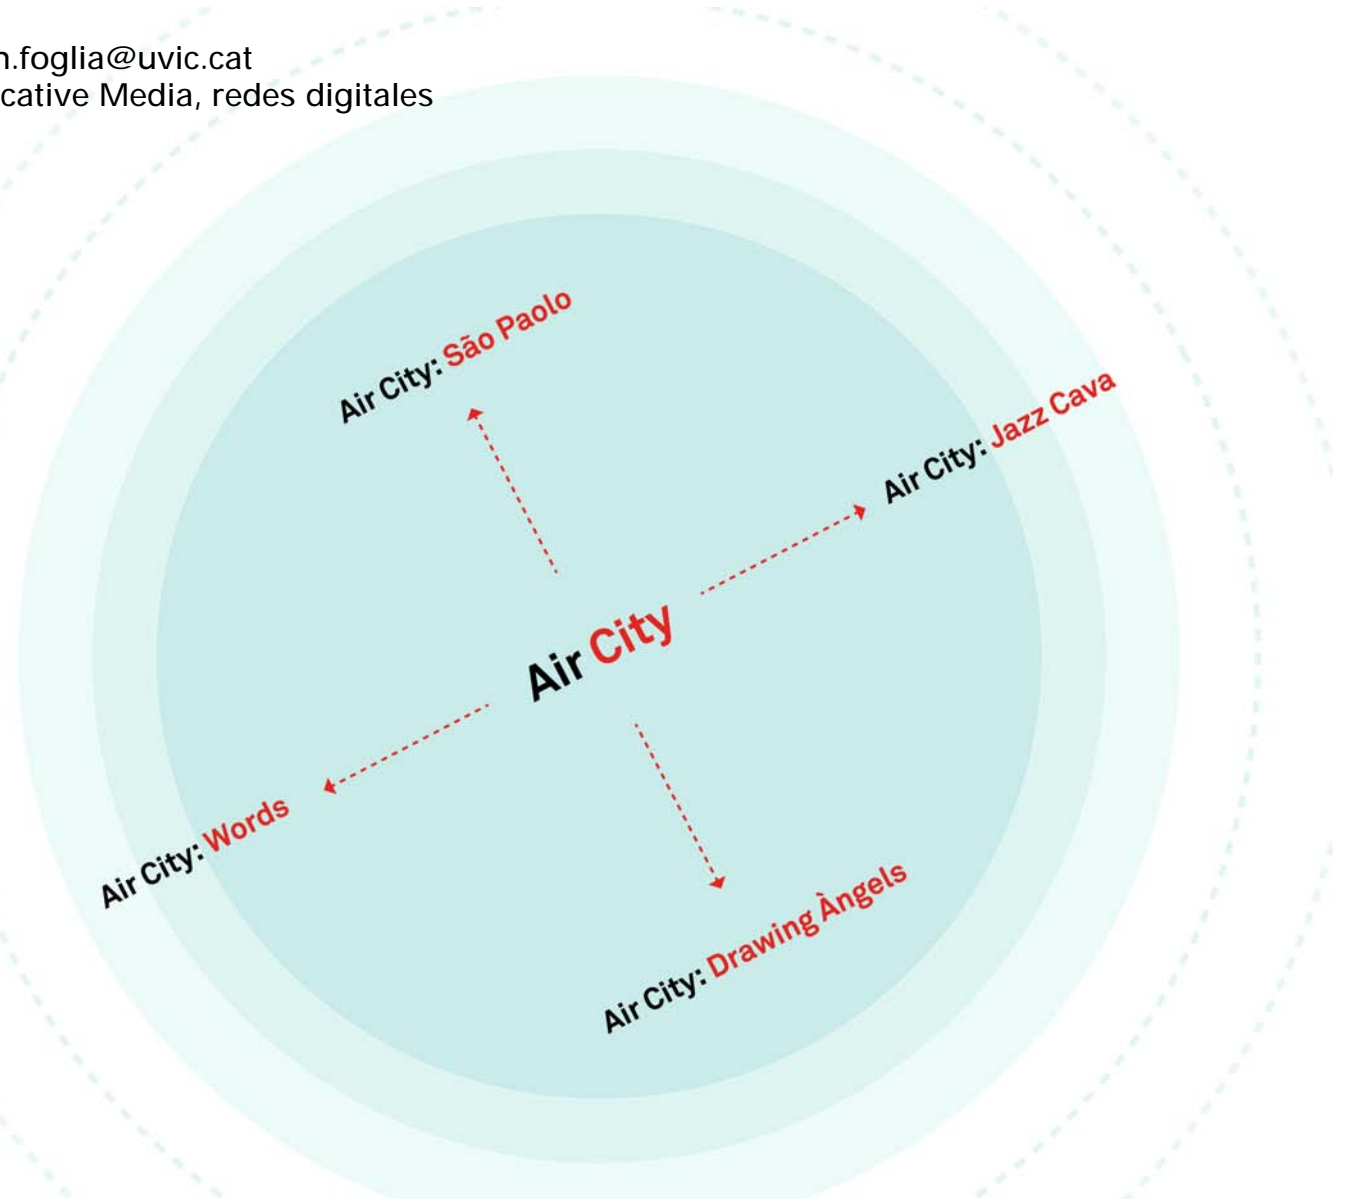 n.foglia@uvic.cat
cative Media, redes digitales
Air City: São Paolo
Air City: Jazz Cava
Air City
Air City: Words
Air City: Drawing Àngels